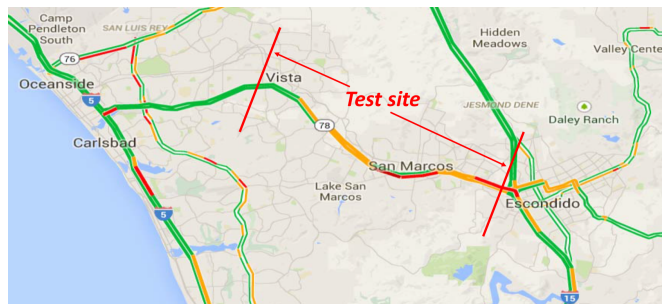 Camp
Pendleton
South
SAN LUIS REY
76
Oceanside
5
Carlsbad
5
Vista
Test site
78
San Marcos
Lake San
Marcos
Hidden
Meadows
JESMOND DENE
Valley Cente
Daley Ranch
Escondido
15